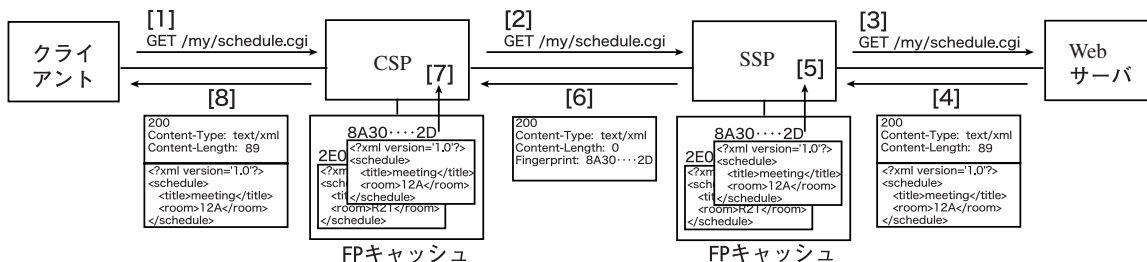 [1]
GET /my/schedule.cgi
[2]
GET /my/schedule.cgi
[3]
GET /my/schedule.cgi
クライ
アント
CSP
[7]
SSP
[5]
Web
サーバ
[8]
[6]
[4]
200
Content-Type: text/xml
Content-Length: 89
<?xml version='1.0'?>
<schedule>
<title>meeting</title>
<room>12A</room>
</schedule>
8A30‥‥2D
<?xml version='1.0'?>
<schedule>
<title>meeting</title>
<room>12A</room>
</schedule>
2E0
<?xm
<sch
<tit
<room>R21</room>
</schedule>
FPキャッシュ
200
Content-Type: text/xml
Content-Length: 0
Fingerprint: 8A30‥‥2D
8A30‥‥2D
<?xml version='1.0'?>
<schedule>
<title>meeting</title>
<room>12A</room>
</schedule>
2E0
<?xm
<sch
<tit
<room>R21</room>
</schedule>
FPキャッシュ
200
Content-Type: text/xml
Content-Length: 89
<?xml version='1.0'?>
<schedule>
<title>meeting</title>
<room>12A</room>
</schedule>